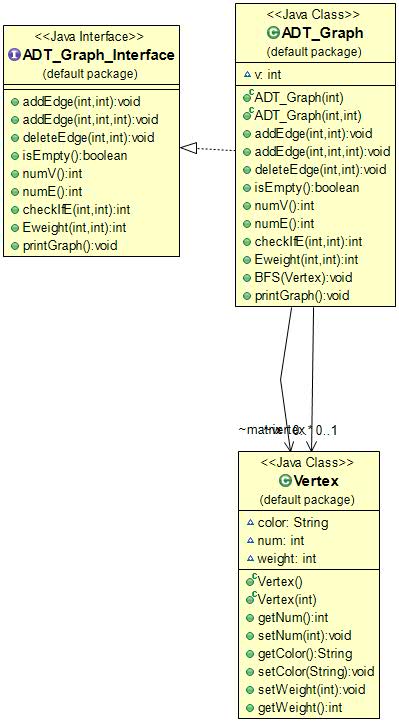 <<Java Interface>>
ADT_Graph_Interface
(default package)
addEdge(int,int):void
addEdge(int,int,int):void
deleteEdge(int,int):void
isEmpty():boolean
numV():int
numE():int
checkIfE(int,int):int
Eweight(int,int):int
printGraph():void
<<Java Class>>
ADT_Graph
(default package)
v: int
ADT_Graph(int)
ADT_Graph(int,int)
addEdge(int,int):void
addEdge(int,int,int):void
deleteEdge(int,int):void
isEmpty():boolean
numV():int
numE():int
checkIfE(int,int):int
Eweight(int,int):int
BFS(Vertex):void
printGraph():void
0..1
<<Java Class>>
Vertex
(default package)
color: String
num: int
weight: int
Vertex()
Vertex(int)
getNum():int
setNum(int):void
getColor():String
setColor(String):void
setWeight(int):void
getWeight():int